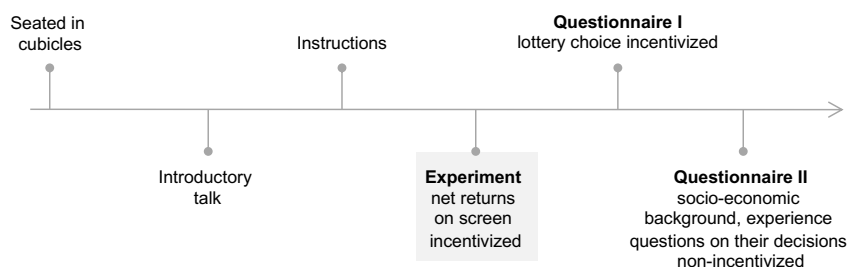 Seated in
cubicles
Introductory
talk
Instructions
Experiment
net returns
on screen
incentivized
Questionnaire I
lottery choice incentivized
Questionnaire II
socio-economic
background, experience
questions on their decisions
non-incentivized